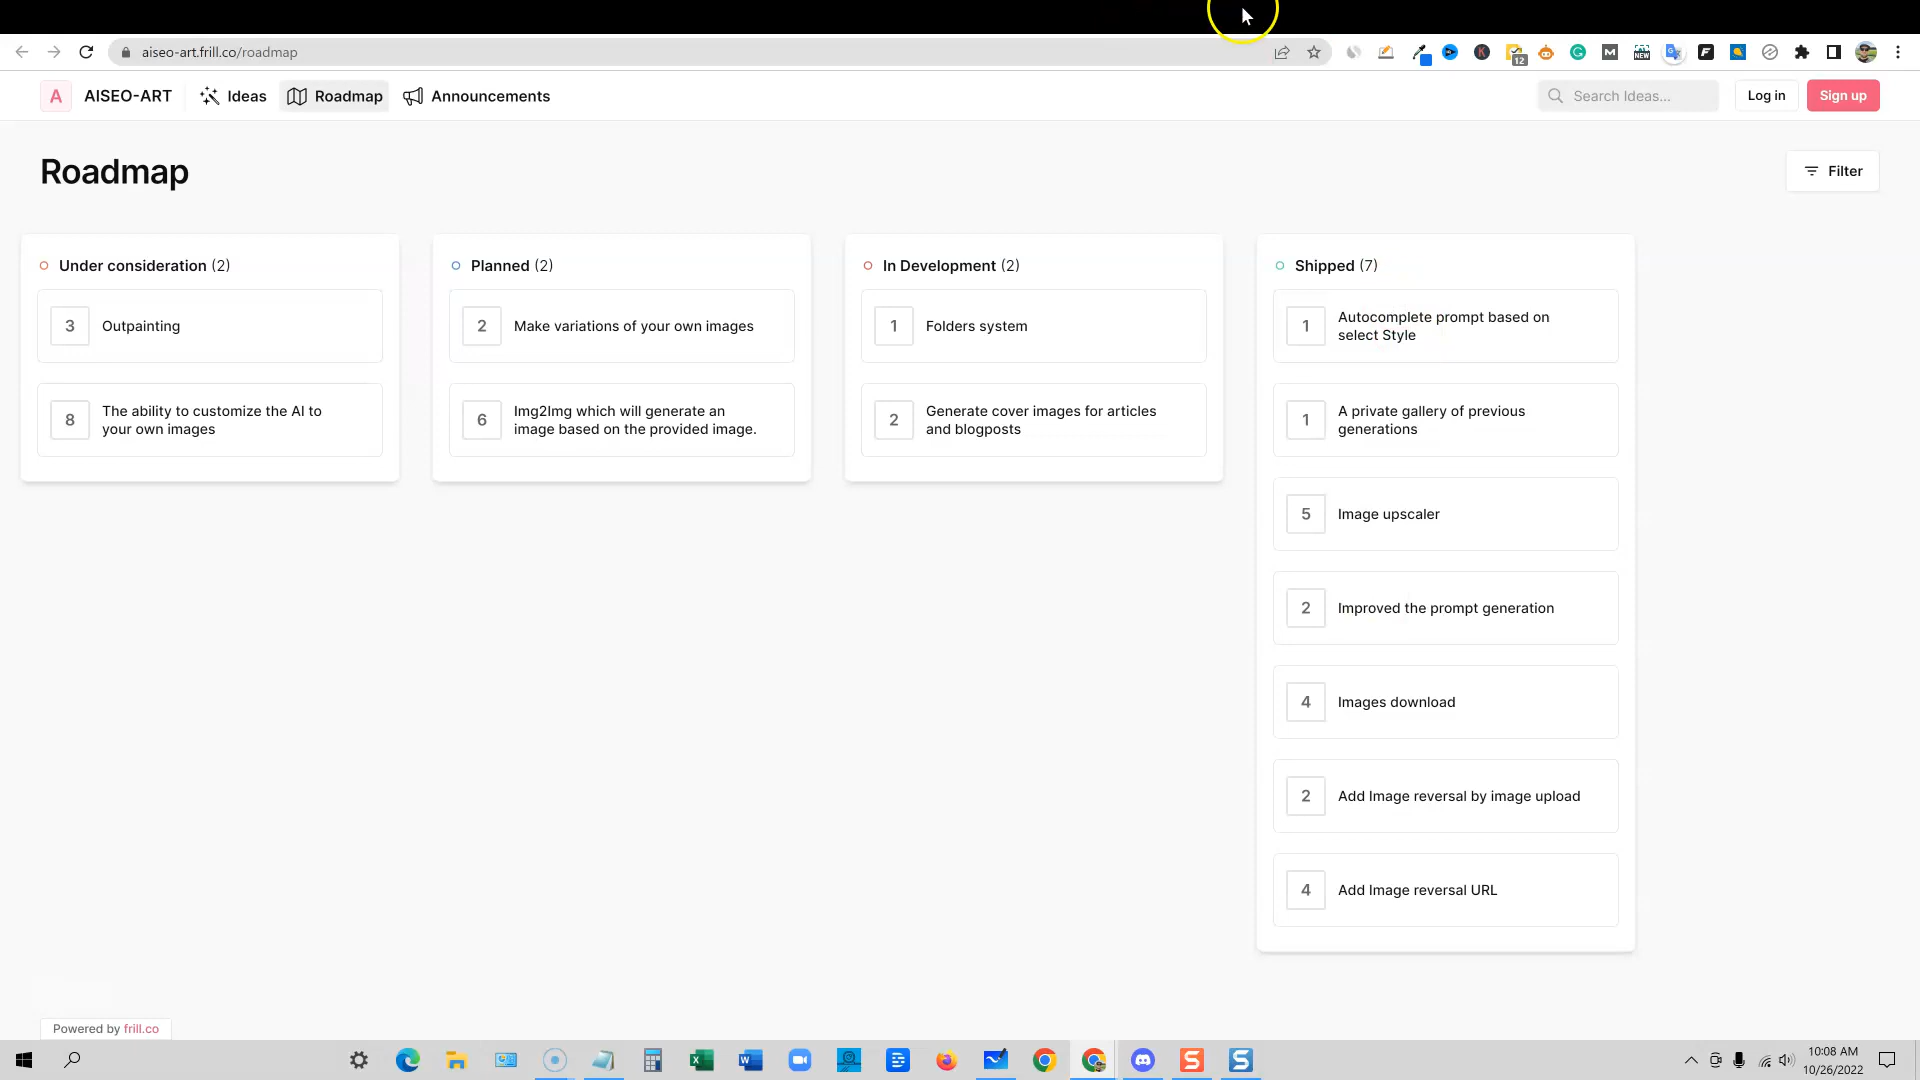 aiseo-art.frill.co/roadmap
12
NEW
A
AISEO-ART
Ideas
Roadmap
Announcements
Search Ideas...
Log in
Sign up
Roadmap
Filter
Under consideration (2)
3
Outpainting
8
The ability to customize the AI to
your own images
Planned (2)
2
Make variations of your own images
6
Img2Img which will generate an
image based on the provided image.
In Development (2)
1
Folders system
2
Generate cover images for articles
and blogposts
Shipped (7)
1
Autocomplete prompt based on
select Style
1
A private gallery of previous
generations
5
Image upscaler
2
Improved the prompt generation
4
Images download
2
Add Image reversal by image upload
4
Add Image reversal URL
Powered by frill.co
10:08 AM
10/26/2022